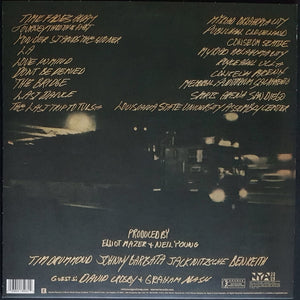 TIME FADES AWAY
JOURNEY THROUGH THE PAST
YONDER STANDS THE SINNER
L.A.
LOVE IN MIND
DON'T BE DENIED
THE BRIDGE
LAST DANCE
THE LAST TRIP TO TULSA
MYRIAD OKLAHOMA CITY
PUBLIC HALL CLEVELAND
COLISEUM SEATTLE
MYRIAD OKLAHOMA CITY
ROYCE HALL UCLA
COLISEUM PHOENIX
MEMORIAL AUDITORIUM SACRAMENTO
SPORTS ARENA SAN DIEGO
LOUISIANA STATE UNIVERSITY ASSEMBLY CENTER
PRODUCED BY
ELLIOT MAZER & NEIL YOUNG
TIM DRUMMOND JOHNNY BARBATA JACK NITZSCHE BEN KEITH
GUESTS: DAVID CROSBY & GRAHAM NASH